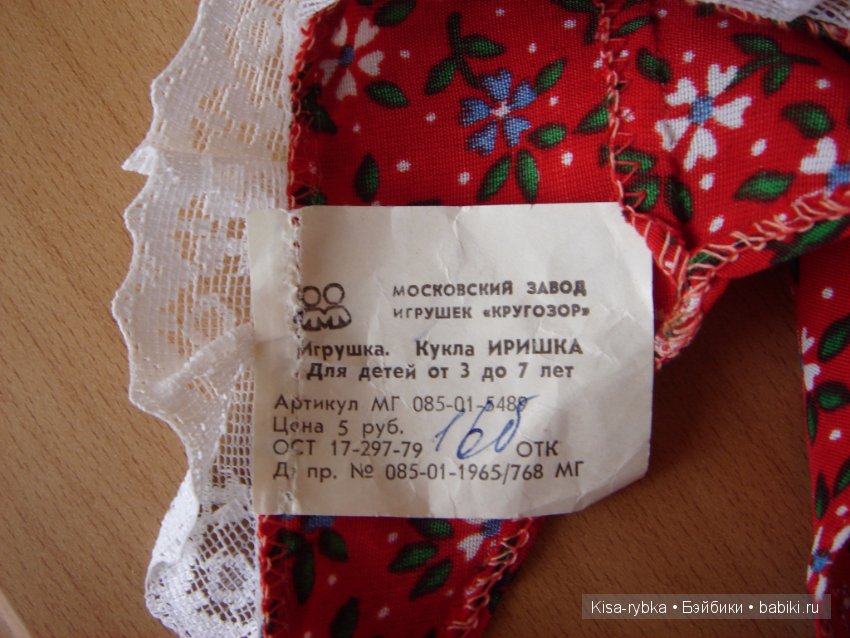 МОСКОВСКИЙ ЗАВОД
ИГРУШЕК «КРУГОЗОР»
Игрушка. Кукла ИРИШКА
Для детей от 3 до 7 лет
Артикул МГ 085-01-5489
Цена 5 руб.
ОСТ 17-297-79 ОТК
Д. пр. № 085-01-1965/768 МГ
Kisa-rybka • Бэйбики • babiki.ru